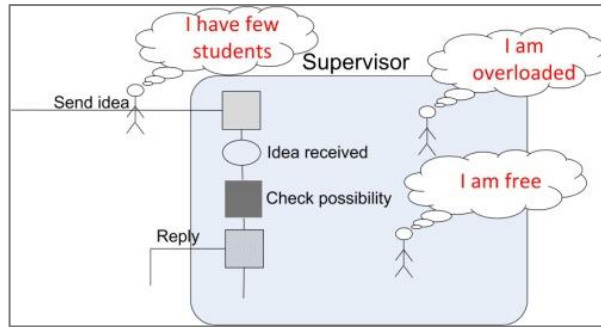 I have few
students
Supervisor
I am
overloaded
Send idea
Idea received
I am free
Check possibility
Reply